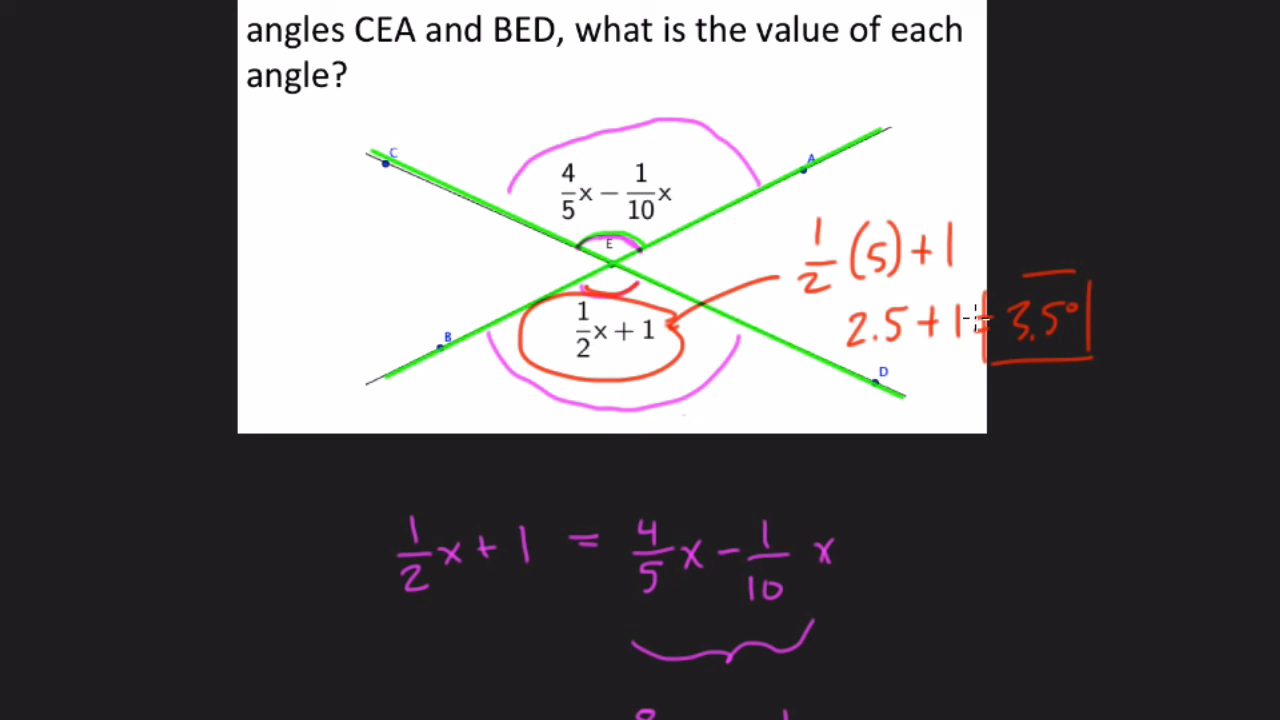 angles CEA and BED, what is the value of each
angle?
C
A
4/5x − 1/10x
E
1/2 (5) + 1
1/2x + 1
2.5 + 1 = 3.5°
B
D
1/2x + 1 = 4/5x − 1/10x